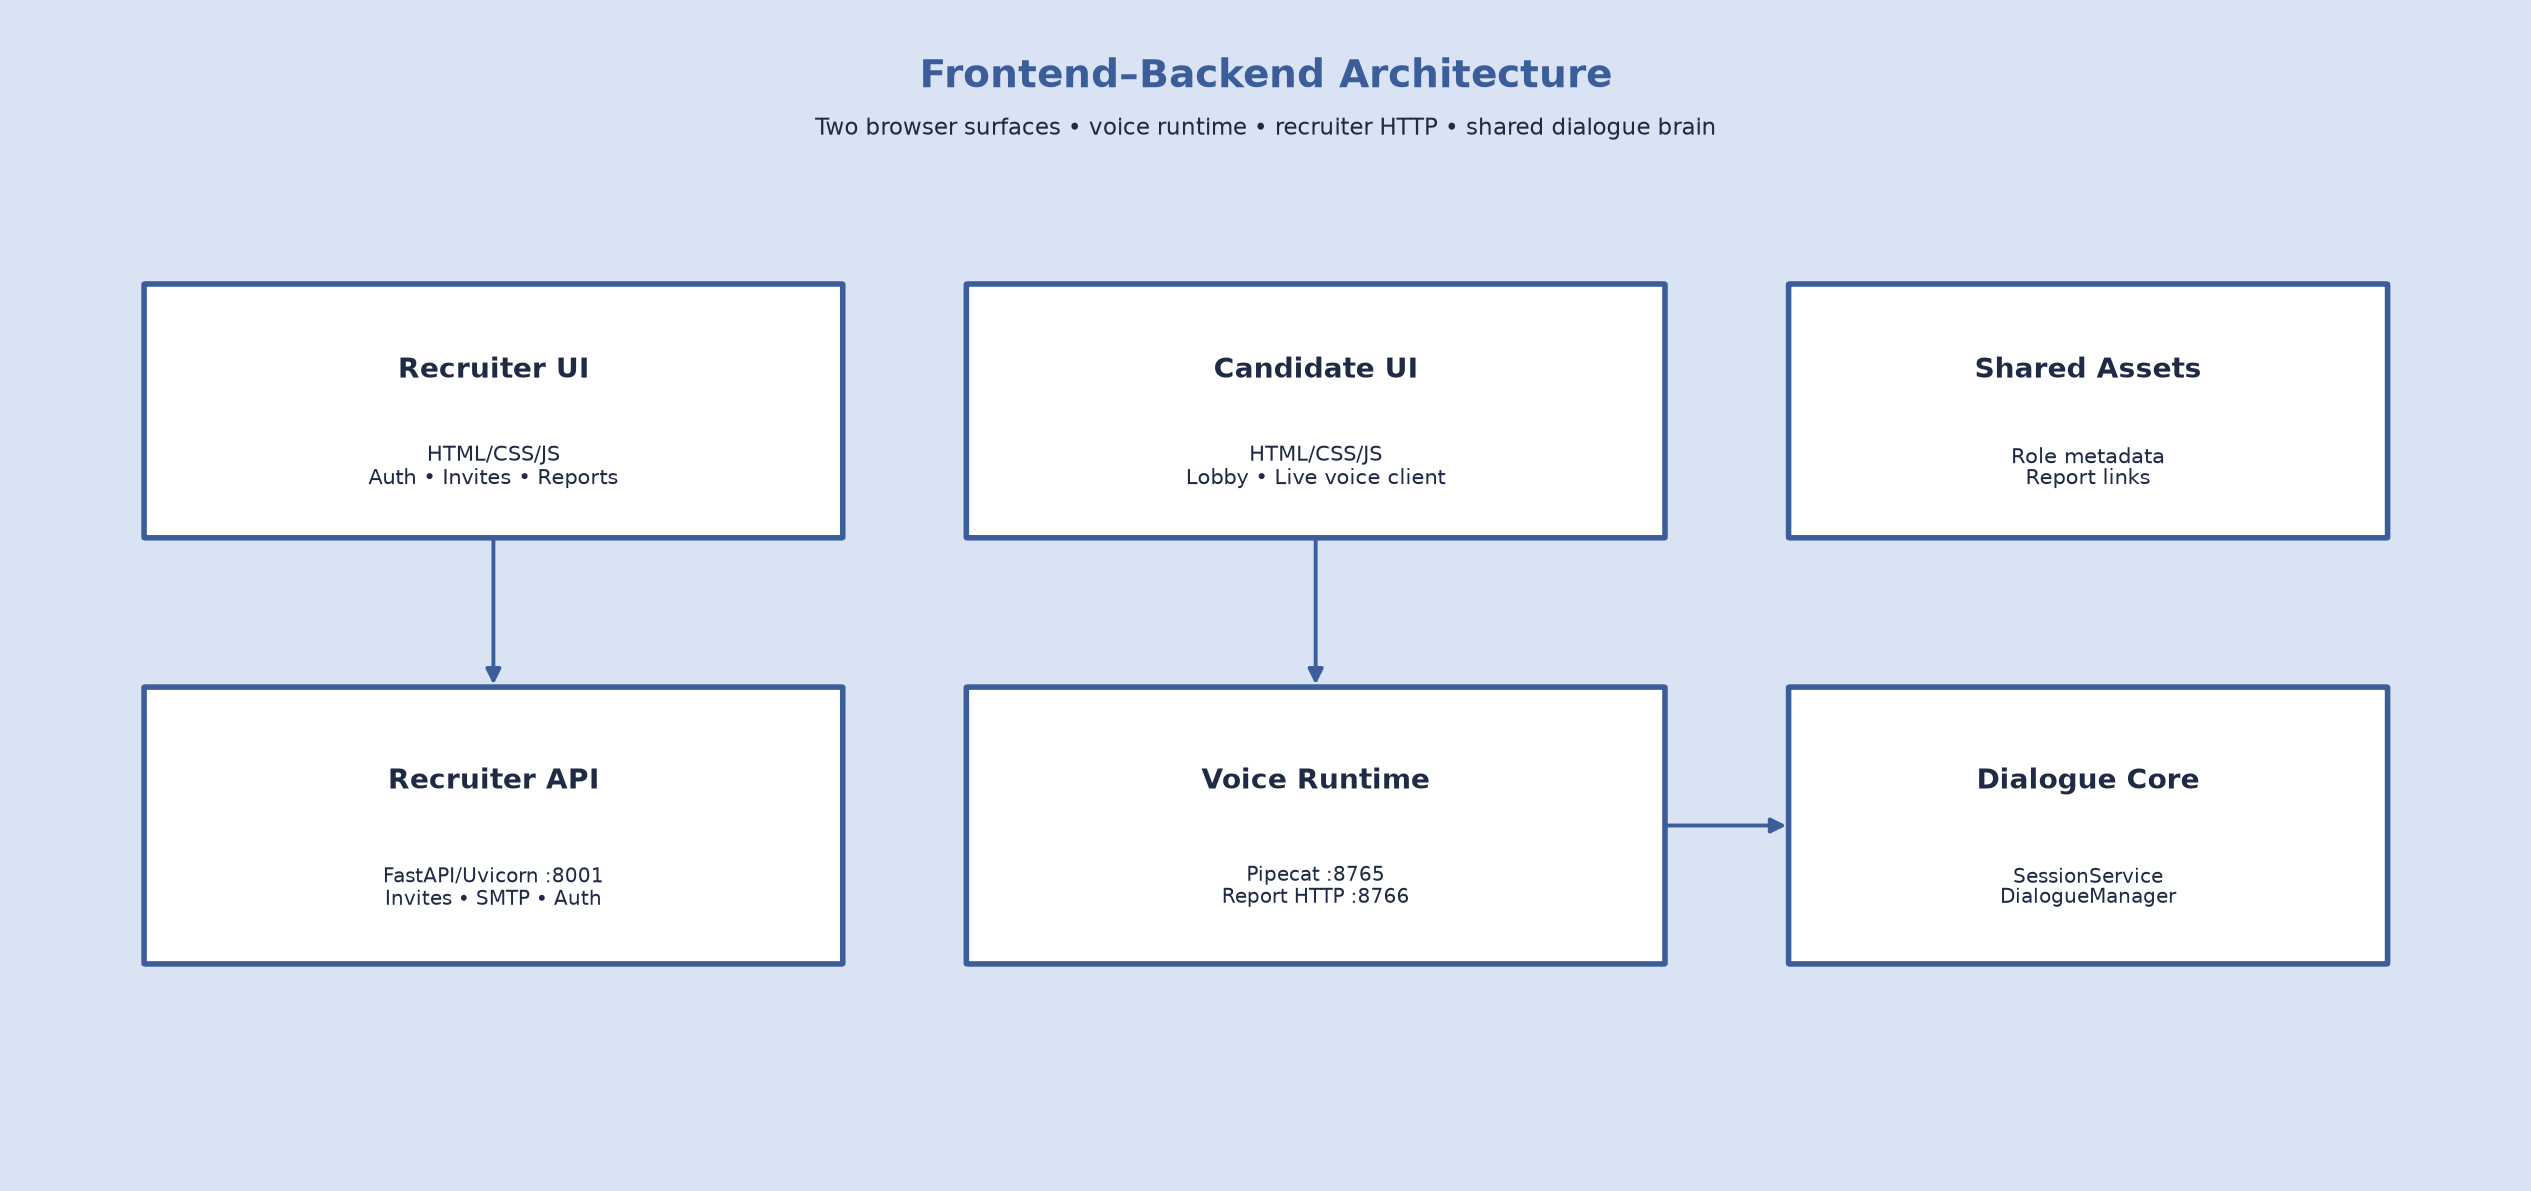 Frontend–Backend Architecture
Two browser surfaces • voice runtime • recruiter HTTP • shared dialogue brain
Recruiter UI
HTML/CSS/JS
Auth • Invites • Reports
Candidate UI
HTML/CSS/JS
Lobby • Live voice client
Shared Assets
Role metadata
Report links
Recruiter API
FastAPI/Uvicorn :8001
Invites • SMTP • Auth
Voice Runtime
Pipecat :8765
Report HTTP :8766
Dialogue Core
SessionService
DialogueManager